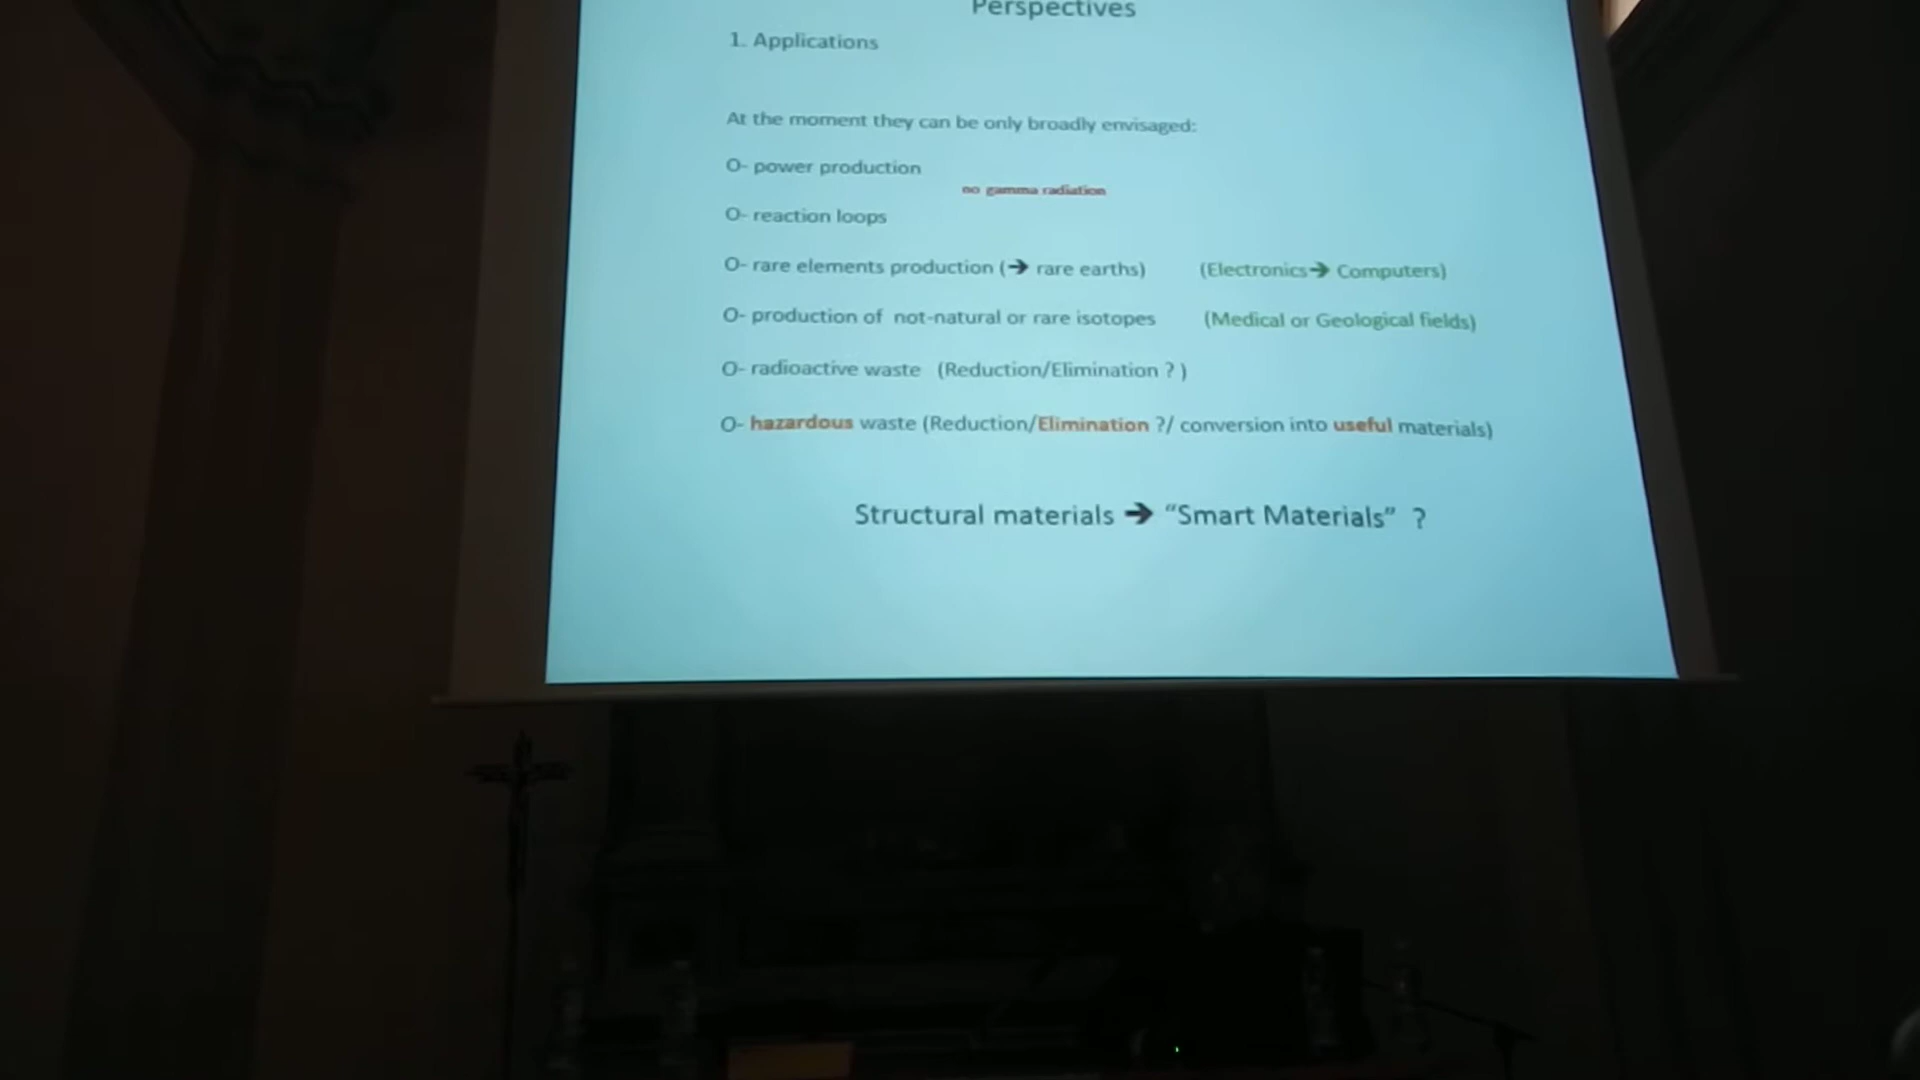 Perspectives
1. Applications
At the moment they can be only broadly envisaged:
O- power production
no gamma radiation
O- reaction loops
O- rare elements production (➔ rare earths) (Electronics➔ Computers)
O- production of not-natural or rare isotopes (Medical or Geological fields)
O- radioactive waste (Reduction/Elimination ? )
O- hazardous waste (Reduction/Elimination ?/ conversion into useful materials)
Structural materials ➔ “Smart Materials” ?